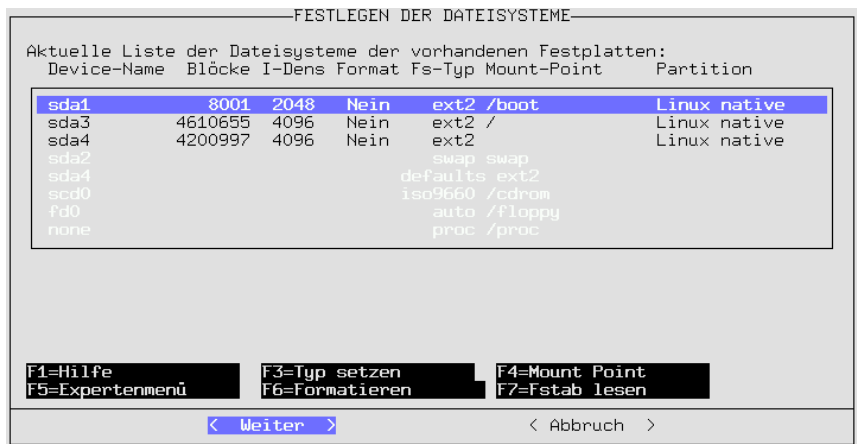 FESTLEGEN DER DATEISYSTEME
Aktuelle Liste der Dateisysteme der vorhandenen Festplatten:
Device-Name Blöcke I-Dens Format Fs-Typ Mount-Point Partition
sda1 8001 2048 Nein ext2 /boot Linux native
sda3 4610655 4096 Nein ext2 / Linux native
sda4 4200997 4096 Nein ext2 Linux native
sda2 swap swap
sda4 defaults ext2
scd0 iso9660 /cdrom
fd0 auto /floppy
none proc /proc
F1=Hilfe F3=Typ setzen F4=Mount Point
F5=Expertenmenü F6=Formatieren F7=Fstab lesen
< Weiter > < Abbruch >